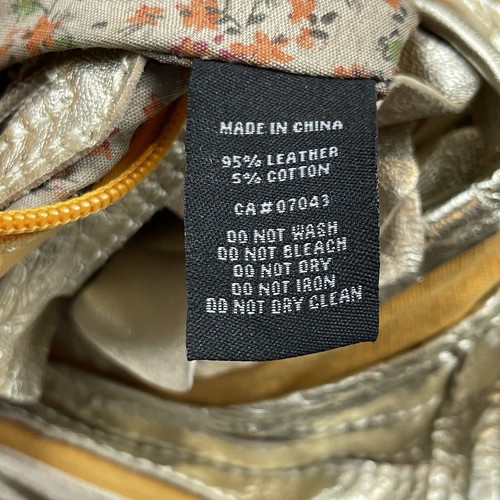 MADE IN CHINA
95% LEATHER
5% COTTON
CA#07043
DO NOT WASH
DO NOT BLEACH
DO NOT DRY
DO NOT IRON
DO NOT DRY CLEAN